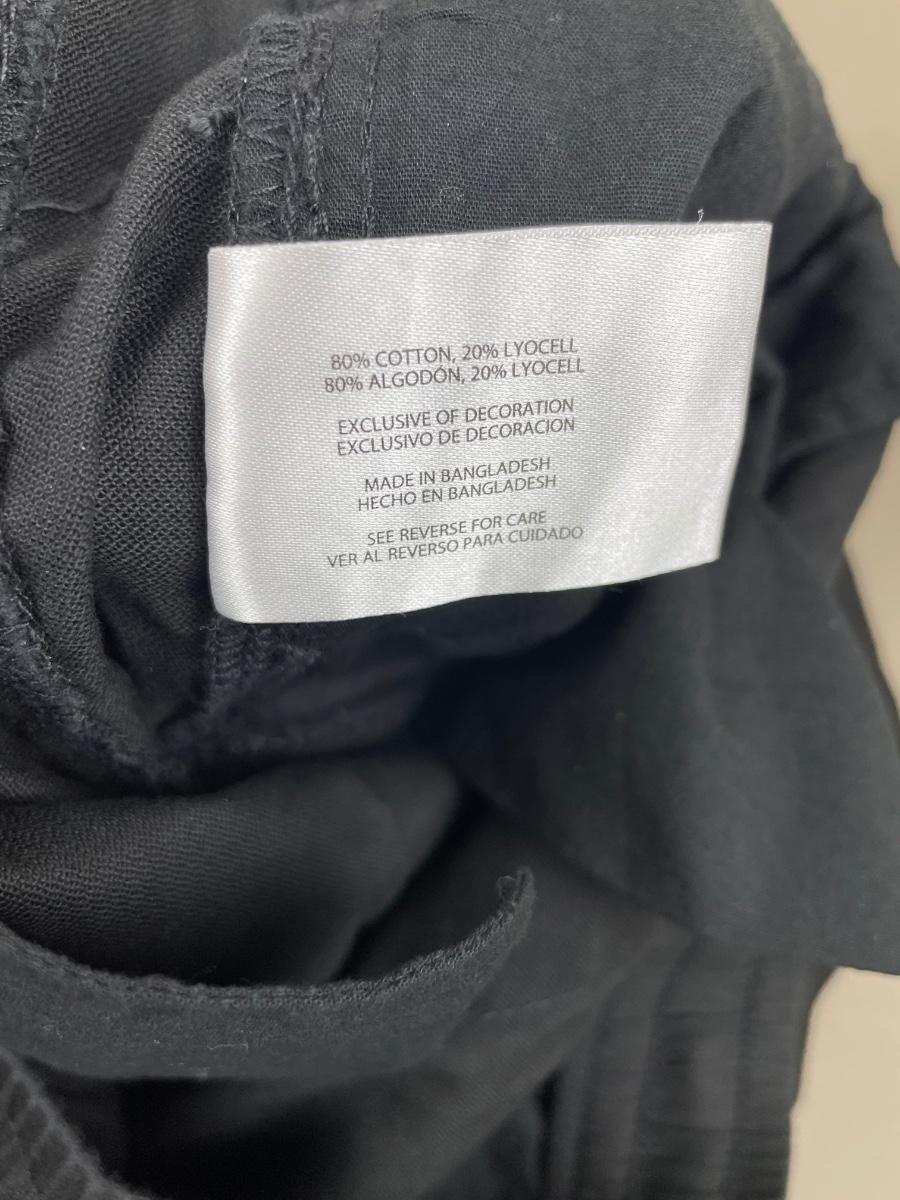 80% COTTON, 20% LYOCELL
80% ALGODÓN, 20% LYOCELL
EXCLUSIVE OF DECORATION
EXCLUSIVO DE DECORACION
MADE IN BANGLADESH
HECHO EN BANGLADESH
SEE REVERSE FOR CARE
VER AL REVERSO PARA CUIDADO